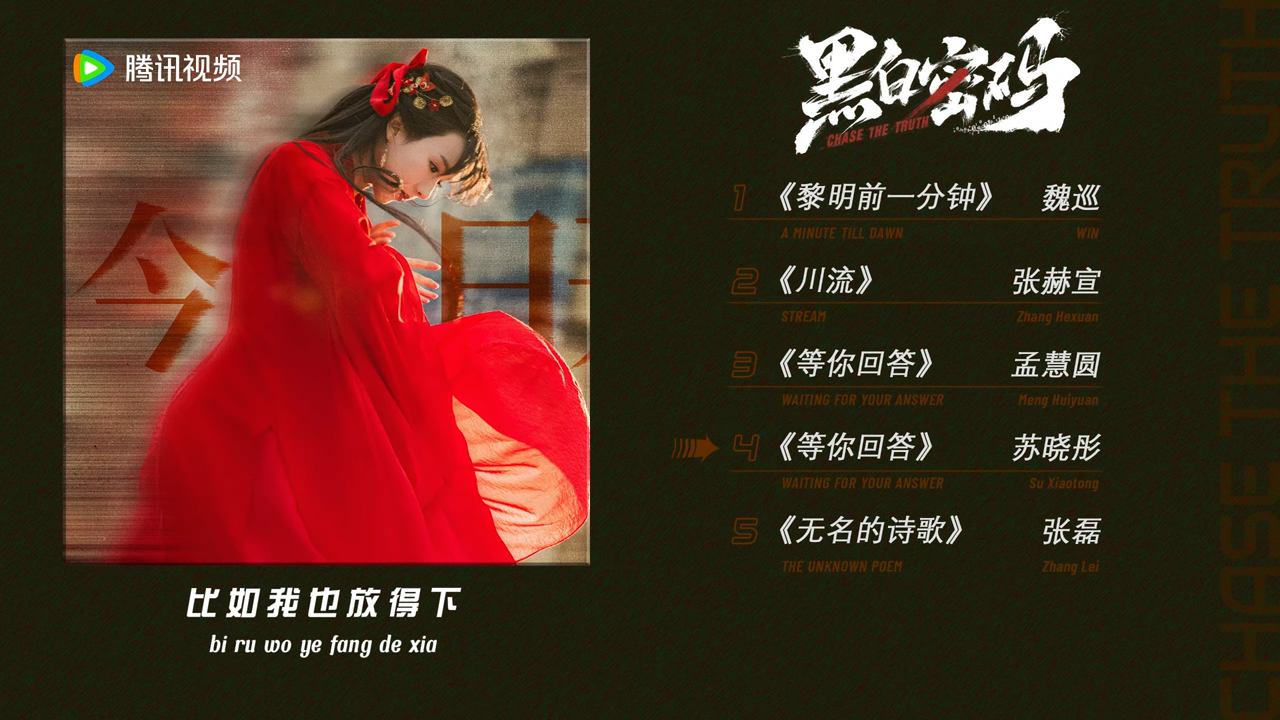 腾讯视频
今日
比如我也放得下
bi ru wo ye fang de xia
黑白密码
CHASE THE TRUTH
1 《黎明前一分钟》 魏巡
A MINUTE TILL DAWN WIN
2 《川流》 张赫宣
STREAM Zhang Hexuan
3 《等你回答》 孟慧圆
WAITING FOR YOUR ANSWER Meng Huiyuan
4 《等你回答》 苏晓彤
WAITING FOR YOUR ANSWER Su Xiaotong
5 《无名的诗歌》 张磊
THE UNKNOWN POEM Zhang Lei
CHASE THE TRUTH